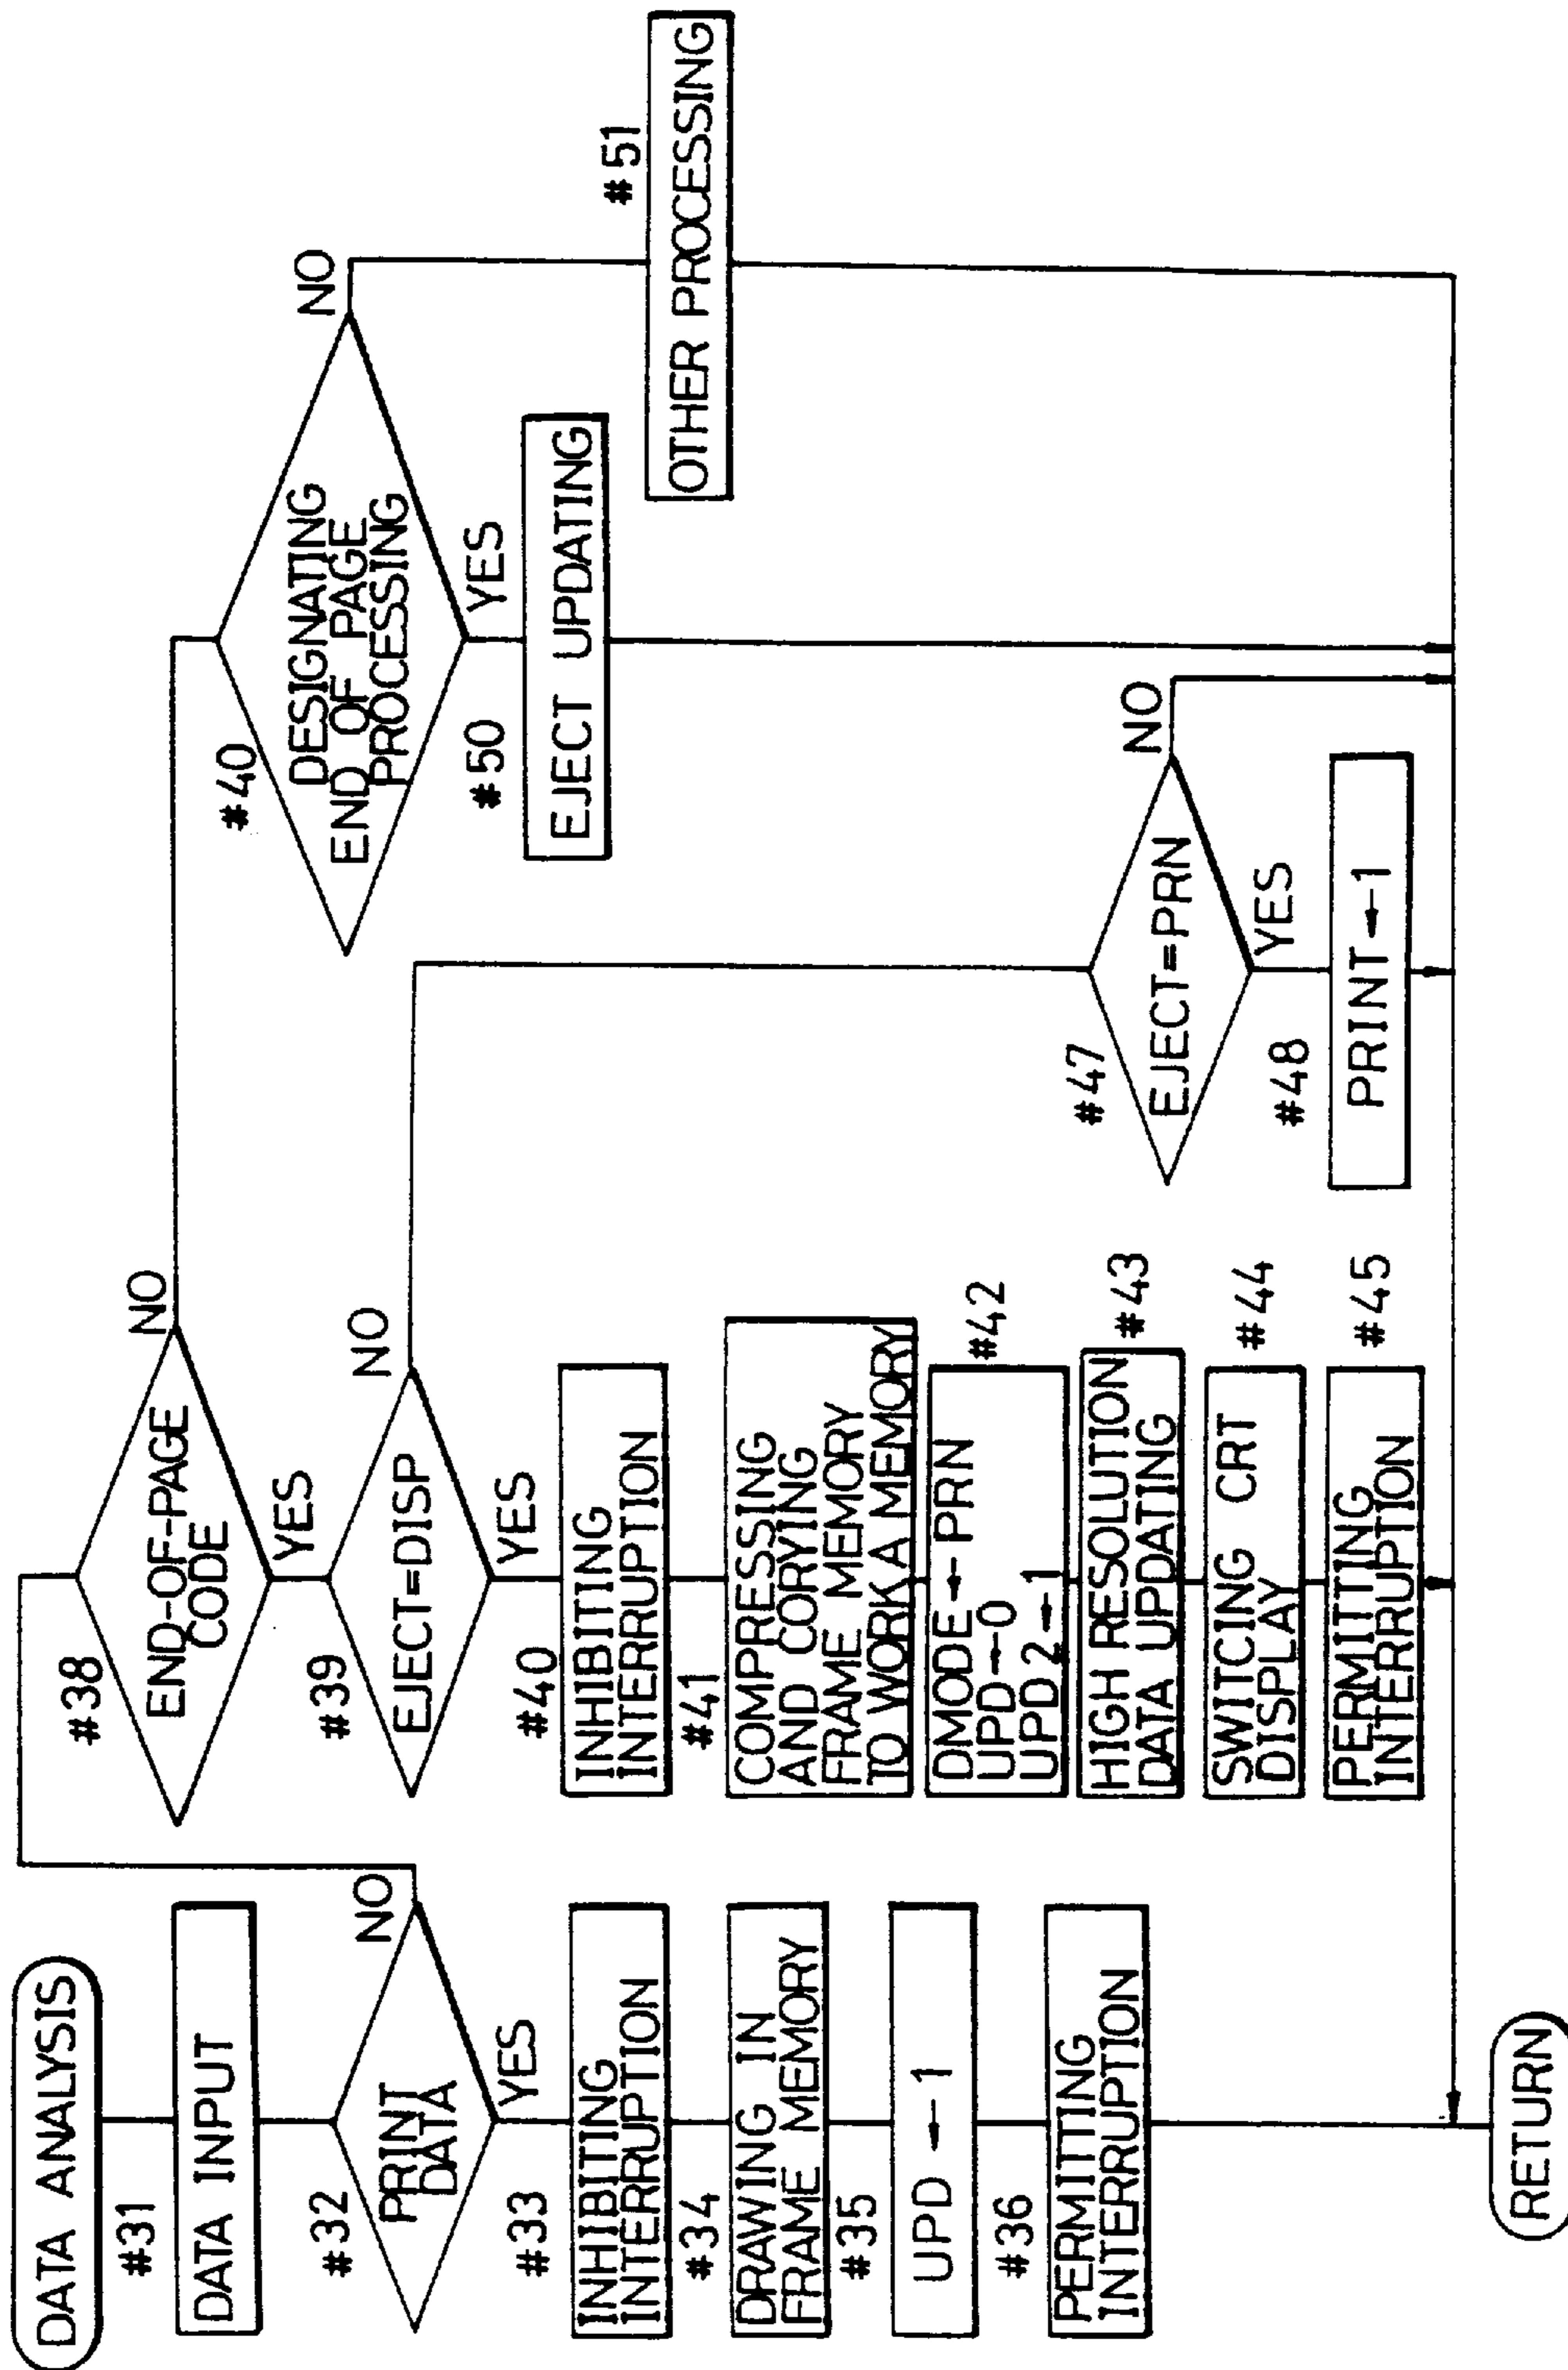 DATA ANALYSIS
#31
DATA INPUT
#32
PRINT
DATA
NO
YES
#33
INHIBITING
INTERRUPTION
#34
DRAWING IN
FRAME MEMORY
#35
UPD ← 1
#36
PERMITTING
INTERRUPTION
RETURN
#38
END-OF-PAGE
CODE
NO
YES
#39
EJECT=DISP
NO
YES
#40
INHIBITING
INTERRUPTION
#41
COMPRESSING
AND CORYING
FRAME MEMORY
TO WORK A MEMORY
#42
DMODE←PRN
UPD←0
UPD2←1
#43
HIGH RESOLUTION
DATA UPDATING
#44
SWITCING CRT
DISPLAY
#45
PERMITTING
INTERRUPTION
#47
EJECT=PRN
NO
YES
#48
PRINT←1
#40
DESIGNATING
END OF PAGE
PROCESSING
NO
YES
#50
EJECT UPDATING
#51
OTHER PROCESSING